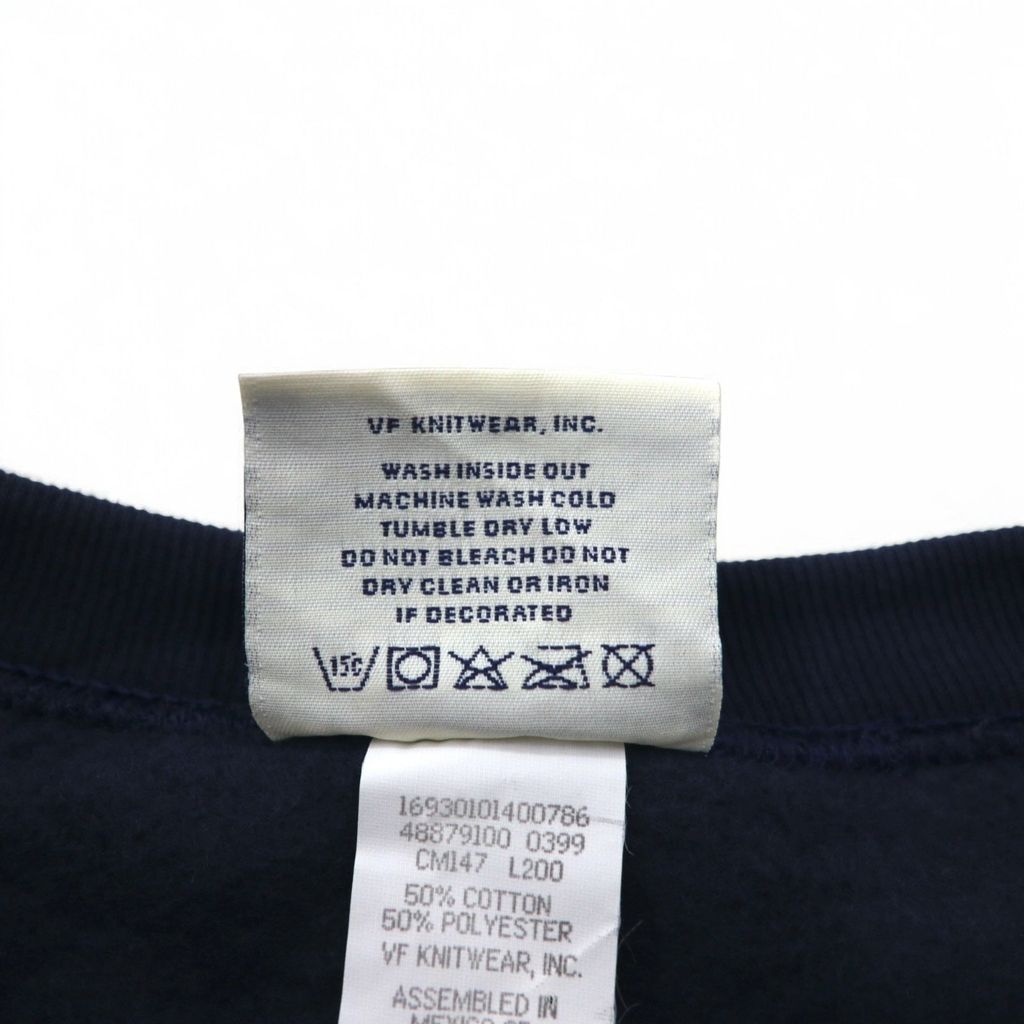 VF KNITWEAR, INC.
WASH INSIDE OUT
MACHINE WASH COLD
TUMBLE DRY LOW
DO NOT BLEACH DO NOT
DRY CLEAN OR IRON
IF DECORATED
15C
16930101400786
48879100 0399
CM147 L200
50% COTTON
50% POLYESTER
VF KNITWEAR, INC.
ASSEMBLED IN
MEXICO OF